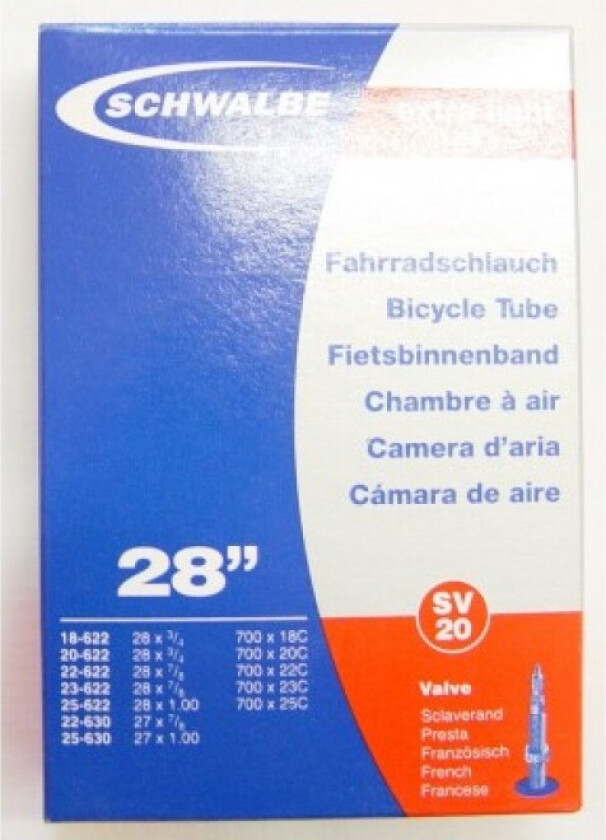 SCHWALBE
extra light
Fahrradschlauch
Bicycle Tube
Fietsbinnenband
Chambre à air
Camera d'aria
Cámara de aire
28”
18-622 28 x 3/4 700 x 18C
20-622 28 x 3/4 700 x 20C
22-622 28 x 7/8 700 x 22C
23-622 28 x 7/8 700 x 23C
25-622 28 x 1.00 700 x 25C
22-630 27 x 7/8
25-630 27 x 1.00
SV
20
Valve
Sclaverand
Presta
Französisch
French
Francese